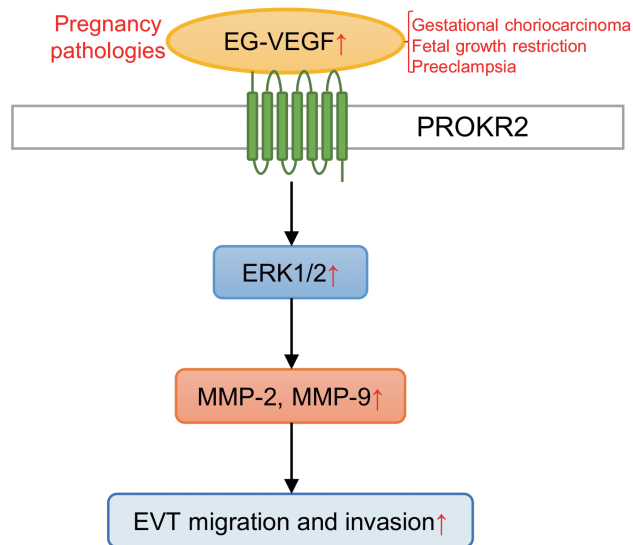 Pregnancy
pathologies
EG-VEGF↑
Gestational choriocarcinoma
Fetal growth restriction
Preeclampsia
PROKR2
ERK1/2↑
MMP-2, MMP-9↑
EVT migration and invasion↑